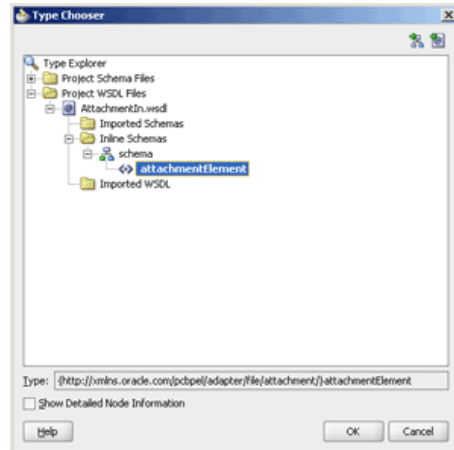 Type Chooser
Type Explorer
Project Schema Files
Project WSDL Files
AttachmentIn.wsdl
Imported Schemas
Inline Schemas
schema
attachmentElement
Imported WSDL
Type: {http://xmlns.oracle.com/pcbpel/adapter/file/attachment/}attachmentElement
Show Detailed Node Information
Help OK Cancel